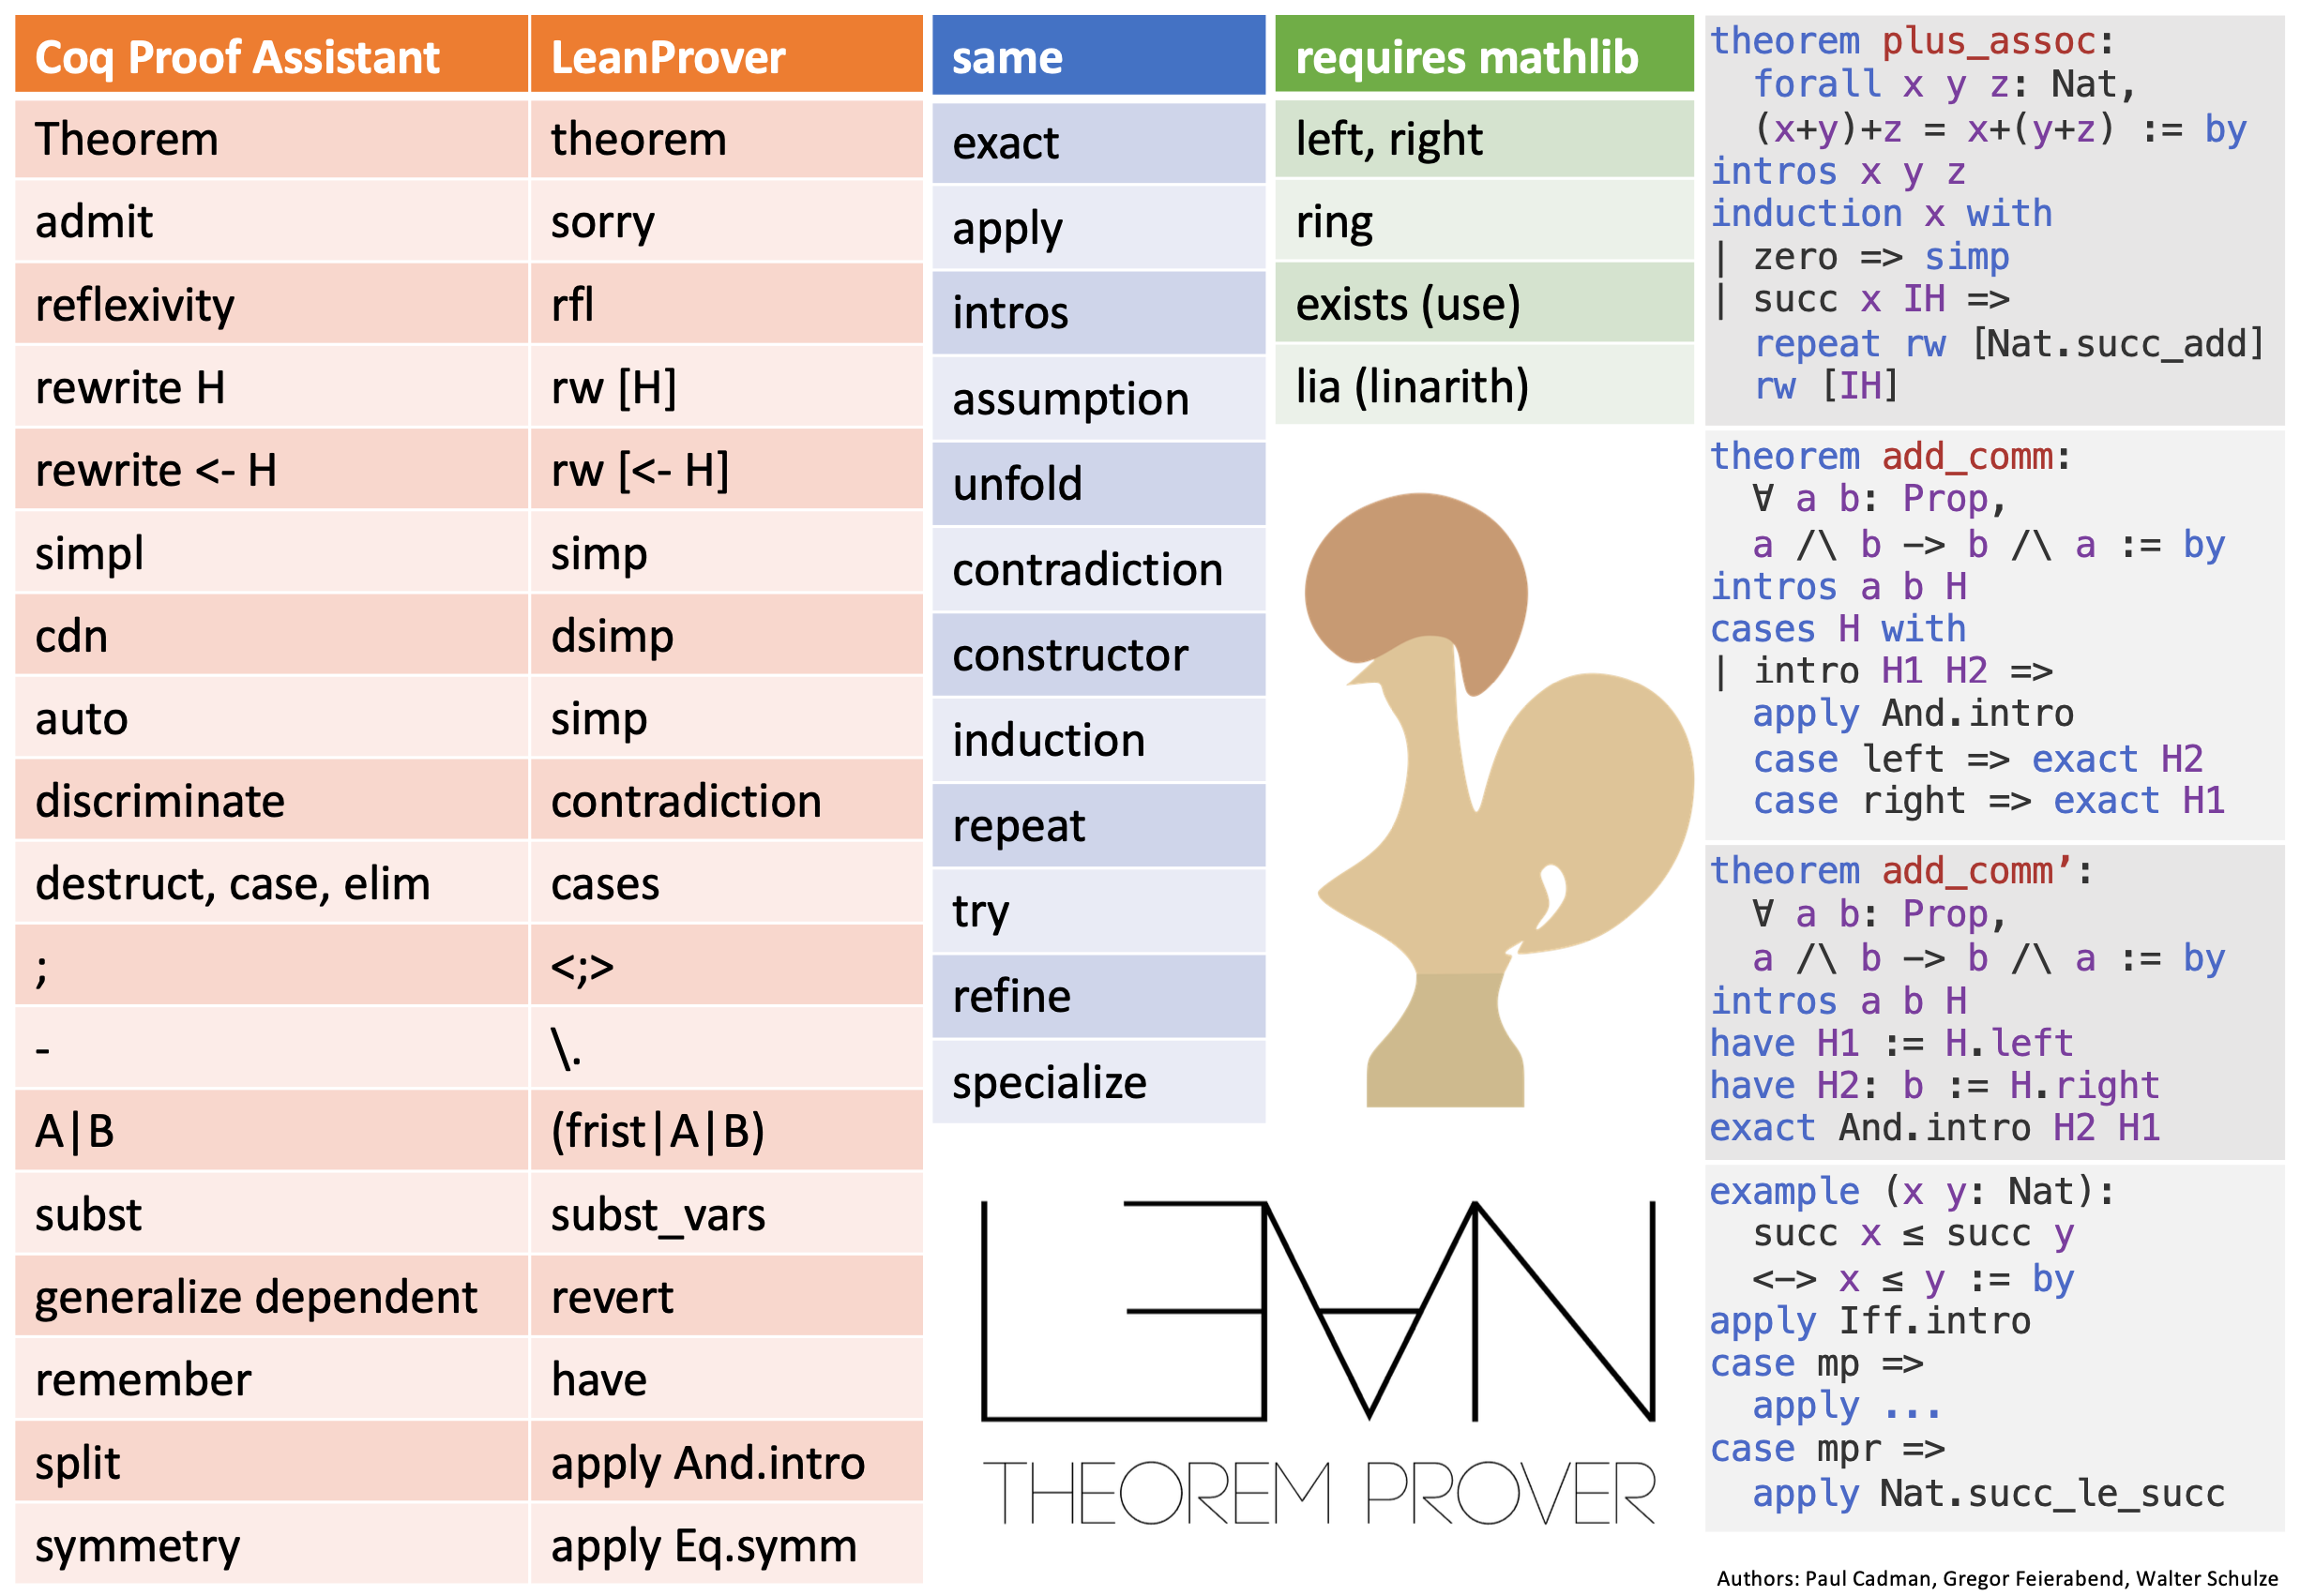 Coq Proof Assistant	LeanProver
Theorem	theorem
admit	sorry
reflexivity	rfl
rewrite H	rw [H]
rewrite <- H	rw [<- H]
simpl	simp
cdn	dsimp
auto	simp
discriminate	contradiction
destruct, case, elim	cases
;	<;>
-	\.
A|B	(frist|A|B)
subst	subst_vars
generalize dependent	revert
remember	have
split	apply And.intro
symmetry	apply Eq.symm
same
exact
apply
intros
assumption
unfold
contradiction
constructor
induction
repeat
try
refine
specialize
requires mathlib
left, right
ring
exists (use)
lia (linarith)
LEAN
THEOREM PROVER
theorem plus_assoc:
  forall x y z: Nat,
  (x+y)+z = x+(y+z) := by
intros x y z
induction x with
| zero => simp
| succ x IH =>
  repeat rw [Nat.succ_add]
  rw [IH]
theorem add_comm:
  ∀ a b: Prop,
  a /\ b -> b /\ a := by
intros a b H
cases H with
| intro H1 H2 =>
  apply And.intro
  case left => exact H2
  case right => exact H1
theorem add_comm’:
  ∀ a b: Prop,
  a /\ b -> b /\ a := by
intros a b H
have H1 := H.left
have H2: b := H.right
exact And.intro H2 H1
example (x y: Nat):
  succ x ≤ succ y
  <-> x ≤ y := by
apply Iff.intro
case mp =>
  apply ...
case mpr =>
  apply Nat.succ_le_succ
Authors: Paul Cadman, Gregor Feierabend, Walter Schulze